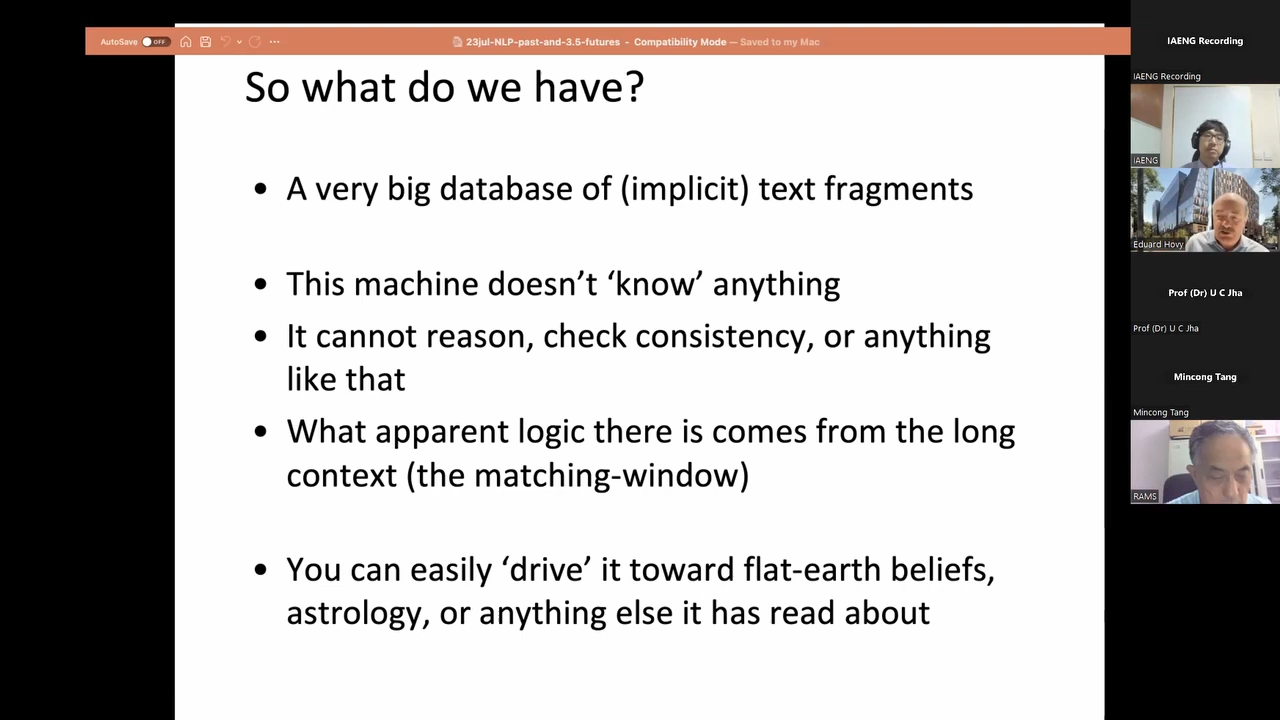 AutoSave OFF
23jul-NLP-past-and-3.5-futures - Compatibility Mode — Saved to my Mac
So what do we have?
• A very big database of (implicit) text fragments
• This machine doesn’t ‘know’ anything
• It cannot reason, check consistency, or anything
like that
• What apparent logic there is comes from the long
context (the matching-window)
• You can easily ‘drive’ it toward flat-earth beliefs,
astrology, or anything else it has read about
IAENG Recording
IAENG Recording
IAENG
Eduard Hovy
Prof (Dr) U C Jha
Prof (Dr) U C Jha
Mincong Tang
Mincong Tang
RAMS